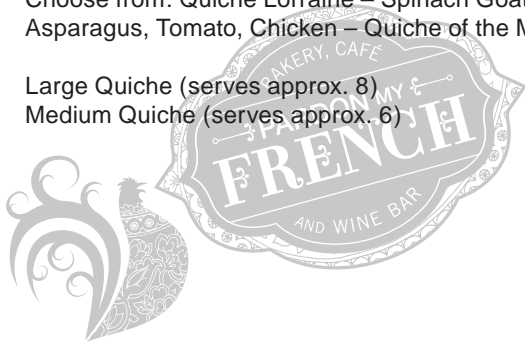 Choose from: Quiche Lorraine – Spinach Goat
Asparagus, Tomato, Chicken – Quiche of the M
Large Quiche (serves approx. 8)
Medium Quiche (serves approx. 6)
BAKERY, CAFÉ
PARDON MY
FRENCH
AND WINE BAR